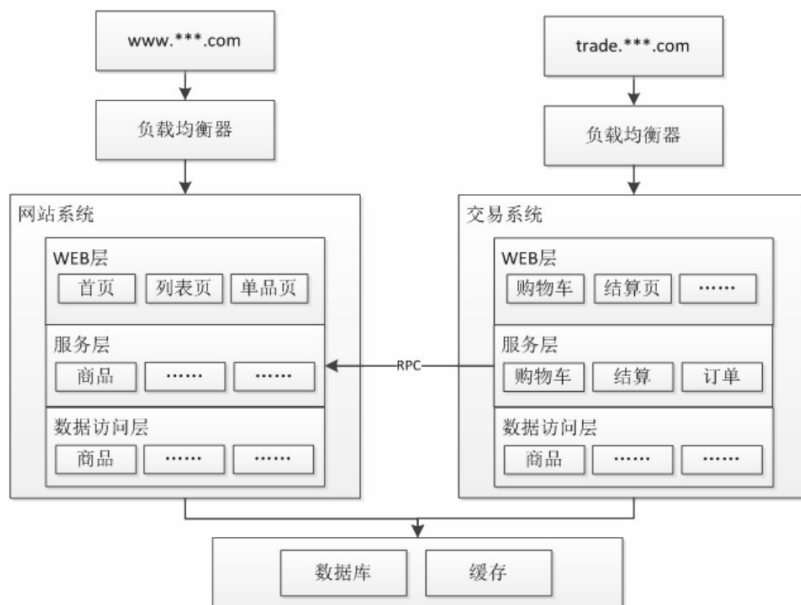 www.***.com
trade.***.com
负载均衡器
负载均衡器
网站系统
WEB层
首页 列表页 单品页
服务层
商品 …… ……
数据访问层
商品 …… ……
RPC
交易系统
WEB层
购物车 结算页 ……
服务层
购物车 结算 订单
数据访问层
商品 …… ……
数据库 缓存